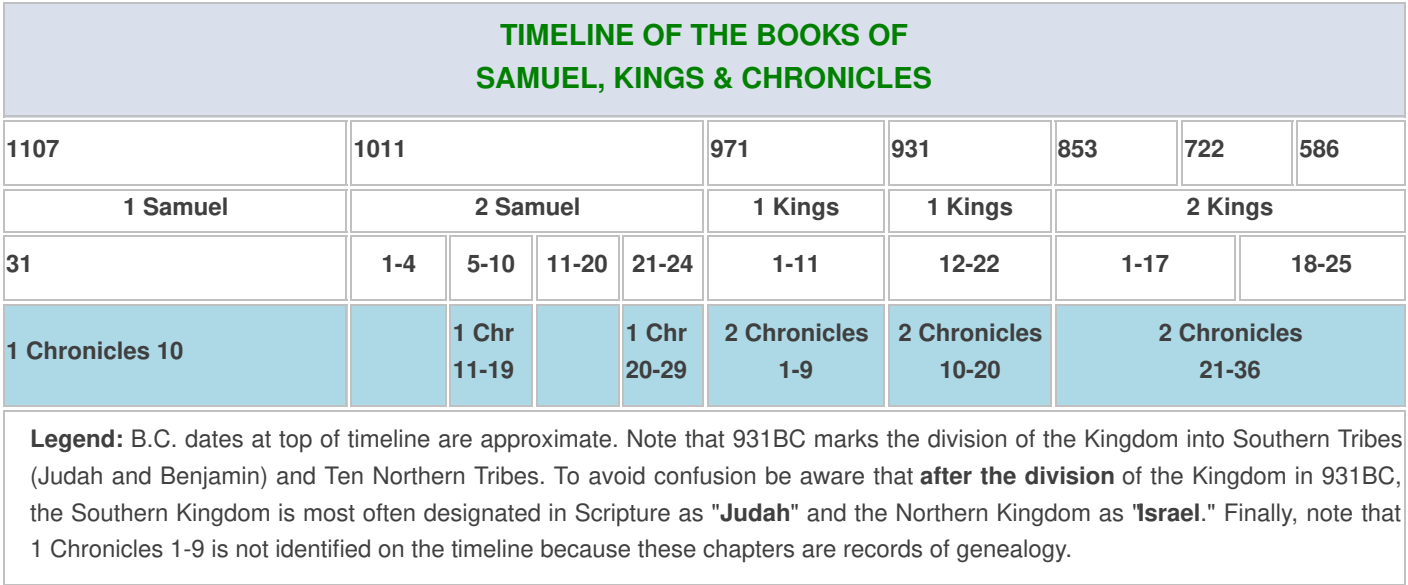 TIMELINE OF THE BOOKS OF
SAMUEL, KINGS & CHRONICLES
1107 1011 971 931 853 722 586
1 Samuel 2 Samuel 1 Kings 1 Kings 2 Kings
31 1-4 5-10 11-20 21-24 1-11 12-22 1-17 18-25
1 Chronicles 10 1 Chr 11-19 1 Chr 20-29 2 Chronicles 1-9 2 Chronicles 10-20 2 Chronicles 21-36
Legend: B.C. dates at top of timeline are approximate. Note that 931BC marks the division of the Kingdom into Southern Tribes
(Judah and Benjamin) and Ten Northern Tribes. To avoid confusion be aware that after the division of the Kingdom in 931BC,
the Southern Kingdom is most often designated in Scripture as "Judah" and the Northern Kingdom as "Israel." Finally, note that
1 Chronicles 1-9 is not identified on the timeline because these chapters are records of genealogy.